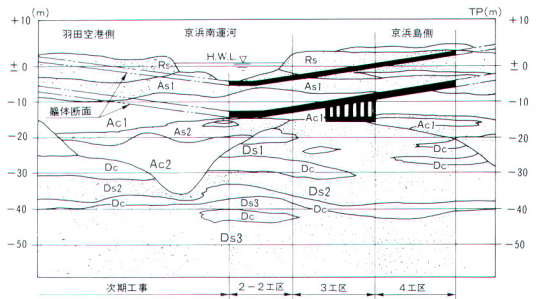 +10 (m) TP(m) +10
羽田空港側 京浜南運河 京浜島側
H.W.L
Rs Rs
± 0 ± 0
As1 As1
-10 -10
躯体断面
Ac1 Ac1 Ac1
As2
-20 -20
Ds1 Dc
Ac2
Dc Dc Dc
-30 -30
Ds2 Ds2
Dc Ds3 Dc
-40 -40
Dc
Ds3
-50 -50
次期工事 2-2工区 3工区 4工区